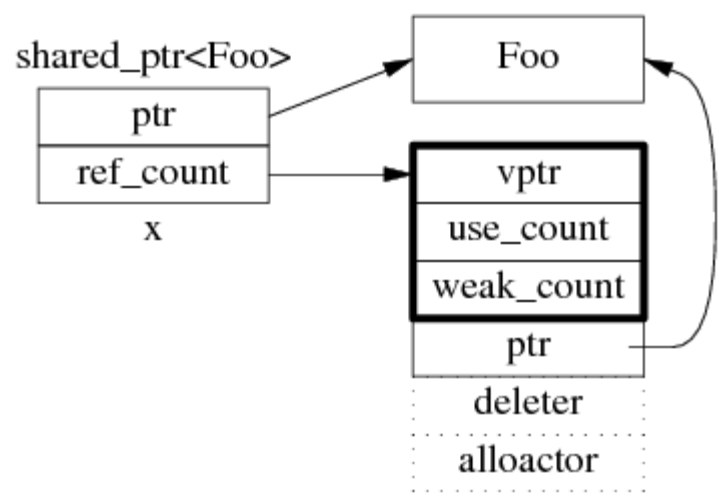 shared_ptr<Foo>
ptr
ref_count
x
Foo
vptr
use_count
weak_count
ptr
deleter
alloactor